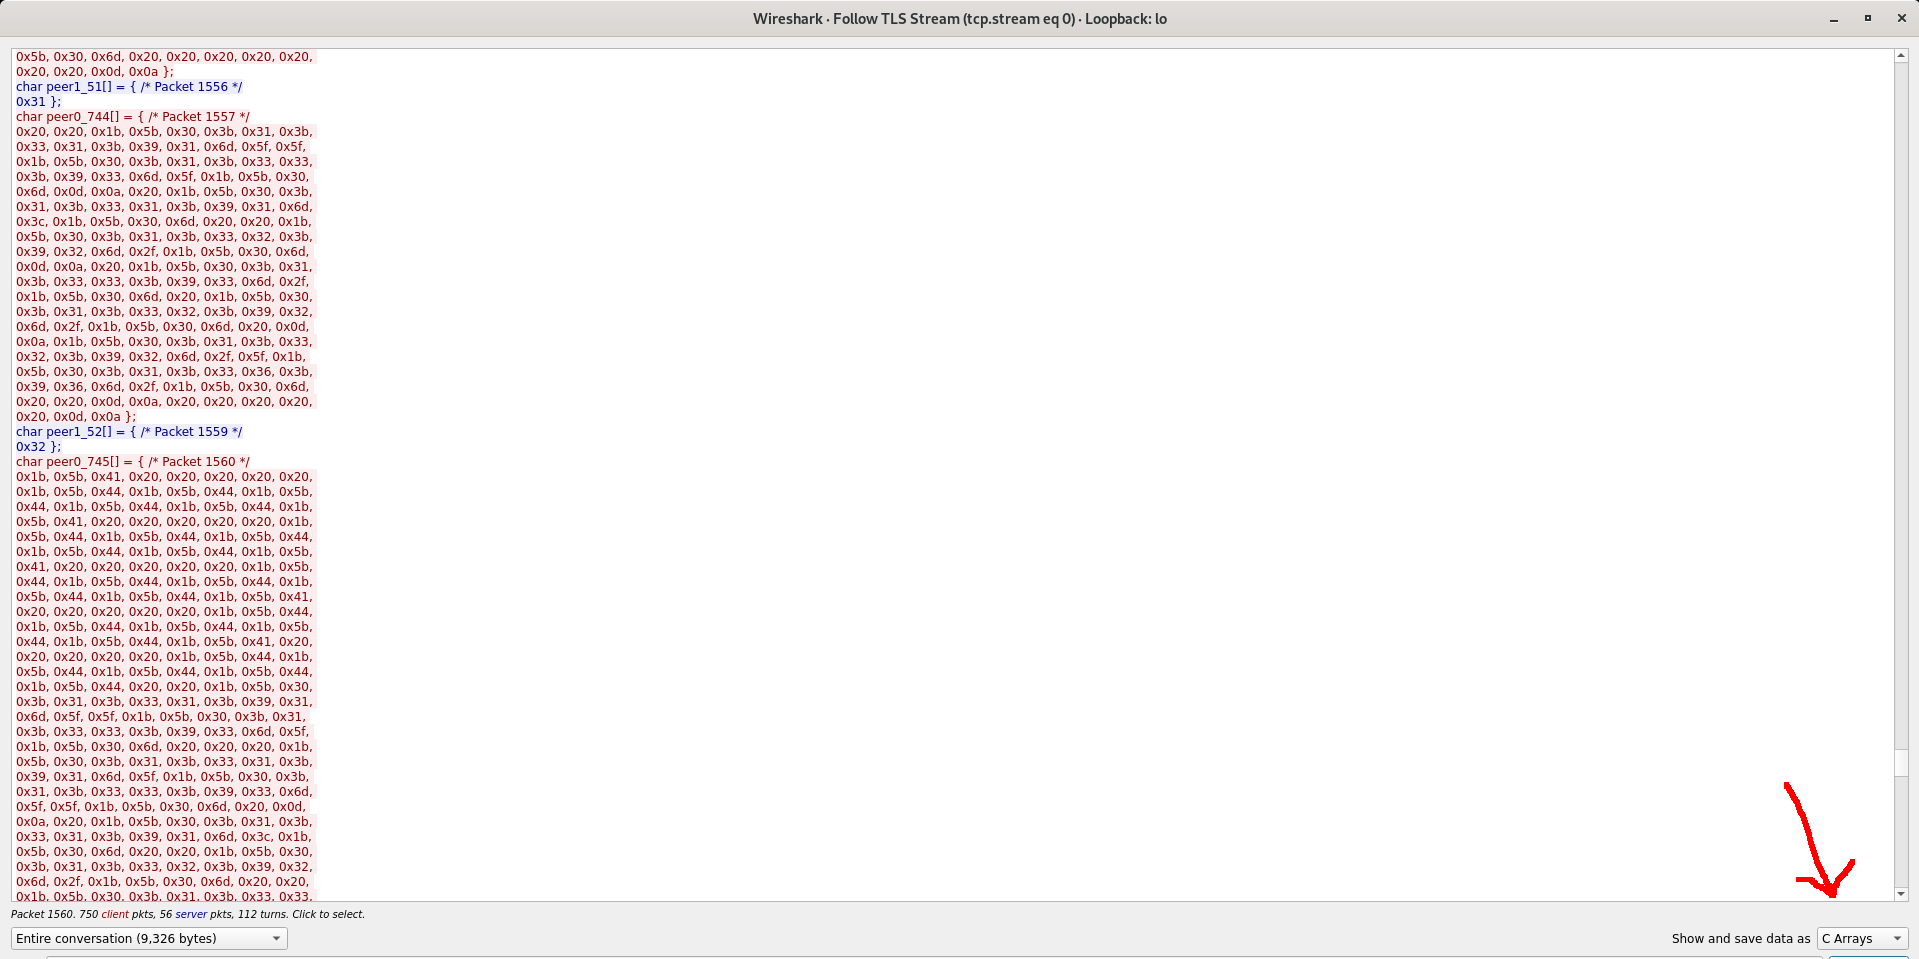 Wireshark · Follow TLS Stream (tcp.stream eq 0) · Loopback: lo
0x5b, 0x30, 0x6d, 0x20, 0x20, 0x20, 0x20, 0x20,
0x20, 0x20, 0x0d, 0x0a };
char peer1_51[] = { /* Packet 1556 */
0x31 };
char peer0_744[] = { /* Packet 1557 */
0x20, 0x20, 0x1b, 0x5b, 0x30, 0x3b, 0x31, 0x3b,
0x33, 0x31, 0x3b, 0x39, 0x31, 0x6d, 0x5f, 0x5f,
0x1b, 0x5b, 0x30, 0x3b, 0x31, 0x3b, 0x33, 0x33,
0x3b, 0x39, 0x33, 0x6d, 0x5f, 0x1b, 0x5b, 0x30,
0x6d, 0x0d, 0x0a, 0x20, 0x1b, 0x5b, 0x30, 0x3b,
0x31, 0x3b, 0x33, 0x31, 0x3b, 0x39, 0x31, 0x6d,
0x3c, 0x1b, 0x5b, 0x30, 0x6d, 0x20, 0x20, 0x1b,
0x5b, 0x30, 0x3b, 0x31, 0x3b, 0x33, 0x32, 0x3b,
0x39, 0x32, 0x6d, 0x2f, 0x1b, 0x5b, 0x30, 0x6d,
0x0d, 0x0a, 0x20, 0x1b, 0x5b, 0x30, 0x3b, 0x31,
0x3b, 0x33, 0x33, 0x3b, 0x39, 0x33, 0x6d, 0x2f,
0x1b, 0x5b, 0x30, 0x6d, 0x20, 0x1b, 0x5b, 0x30,
0x3b, 0x31, 0x3b, 0x33, 0x32, 0x3b, 0x39, 0x32,
0x6d, 0x2f, 0x1b, 0x5b, 0x30, 0x6d, 0x20, 0x0d,
0x0a, 0x1b, 0x5b, 0x30, 0x3b, 0x31, 0x3b, 0x33,
0x32, 0x3b, 0x39, 0x32, 0x6d, 0x2f, 0x5f, 0x1b,
0x5b, 0x30, 0x3b, 0x31, 0x3b, 0x33, 0x36, 0x3b,
0x39, 0x36, 0x6d, 0x2f, 0x1b, 0x5b, 0x30, 0x6d,
0x20, 0x20, 0x0d, 0x0a, 0x20, 0x20, 0x20, 0x20,
0x20, 0x0d, 0x0a };
char peer1_52[] = { /* Packet 1559 */
0x32 };
char peer0_745[] = { /* Packet 1560 */
0x1b, 0x5b, 0x41, 0x20, 0x20, 0x20, 0x20, 0x20,
0x1b, 0x5b, 0x44, 0x1b, 0x5b, 0x44, 0x1b, 0x5b,
0x44, 0x1b, 0x5b, 0x44, 0x1b, 0x5b, 0x44, 0x1b,
0x5b, 0x41, 0x20, 0x20, 0x20, 0x20, 0x20, 0x1b,
0x5b, 0x44, 0x1b, 0x5b, 0x44, 0x1b, 0x5b, 0x44,
0x1b, 0x5b, 0x44, 0x1b, 0x5b, 0x44, 0x1b, 0x5b,
0x41, 0x20, 0x20, 0x20, 0x20, 0x20, 0x1b, 0x5b,
0x44, 0x1b, 0x5b, 0x44, 0x1b, 0x5b, 0x44, 0x1b,
0x5b, 0x44, 0x1b, 0x5b, 0x44, 0x1b, 0x5b, 0x41,
0x20, 0x20, 0x20, 0x20, 0x20, 0x1b, 0x5b, 0x44,
0x1b, 0x5b, 0x44, 0x1b, 0x5b, 0x44, 0x1b, 0x5b,
0x44, 0x1b, 0x5b, 0x44, 0x1b, 0x5b, 0x41, 0x20,
0x20, 0x20, 0x20, 0x20, 0x1b, 0x5b, 0x44, 0x1b,
0x5b, 0x44, 0x1b, 0x5b, 0x44, 0x1b, 0x5b, 0x44,
0x1b, 0x5b, 0x44, 0x20, 0x20, 0x1b, 0x5b, 0x30,
0x3b, 0x31, 0x3b, 0x33, 0x31, 0x3b, 0x39, 0x31,
0x6d, 0x5f, 0x5f, 0x1b, 0x5b, 0x30, 0x3b, 0x31,
0x3b, 0x33, 0x33, 0x3b, 0x39, 0x33, 0x6d, 0x5f,
0x1b, 0x5b, 0x30, 0x6d, 0x20, 0x20, 0x20, 0x1b,
0x5b, 0x30, 0x3b, 0x31, 0x3b, 0x33, 0x31, 0x3b,
0x39, 0x31, 0x6d, 0x5f, 0x1b, 0x5b, 0x30, 0x3b,
0x31, 0x3b, 0x33, 0x33, 0x3b, 0x39, 0x33, 0x6d,
0x5f, 0x5f, 0x1b, 0x5b, 0x30, 0x6d, 0x20, 0x0d,
0x0a, 0x20, 0x1b, 0x5b, 0x30, 0x3b, 0x31, 0x3b,
0x33, 0x31, 0x3b, 0x39, 0x31, 0x6d, 0x3c, 0x1b,
0x5b, 0x30, 0x6d, 0x20, 0x20, 0x1b, 0x5b, 0x30,
0x3b, 0x31, 0x3b, 0x33, 0x32, 0x3b, 0x39, 0x32,
0x6d, 0x2f, 0x1b, 0x5b, 0x30, 0x6d, 0x20, 0x20,
0x1b, 0x5b, 0x30, 0x3b, 0x31, 0x3b, 0x33, 0x33,
Packet 1560. 750 client pkts, 56 server pkts, 112 turns. Click to select.
Entire conversation (9,326 bytes)
Show and save data as C Arrays